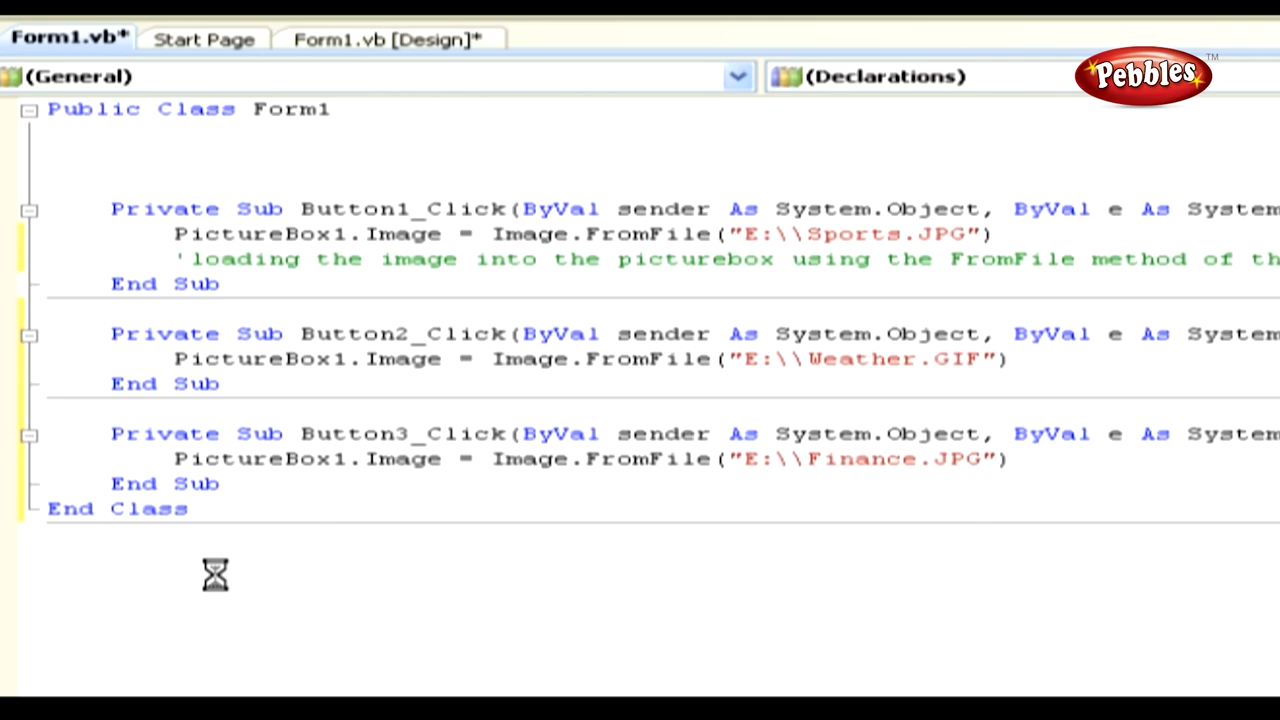 Form1.vb* Start Page Form1.vb [Design]*
(General) (Declarations)
Pebbles TM
Public Class Form1
Private Sub Button1_Click(ByVal sender As System.Object, ByVal e As System
PictureBox1.Image = Image.FromFile("E:\\Sports.JPG")
'loading the image into the picturebox using the FromFile method of th
End Sub
Private Sub Button2_Click(ByVal sender As System.Object, ByVal e As System
PictureBox1.Image = Image.FromFile("E:\\Weather.GIF")
End Sub
Private Sub Button3_Click(ByVal sender As System.Object, ByVal e As System
PictureBox1.Image = Image.FromFile("E:\\Finance.JPG")
End Sub
End Class